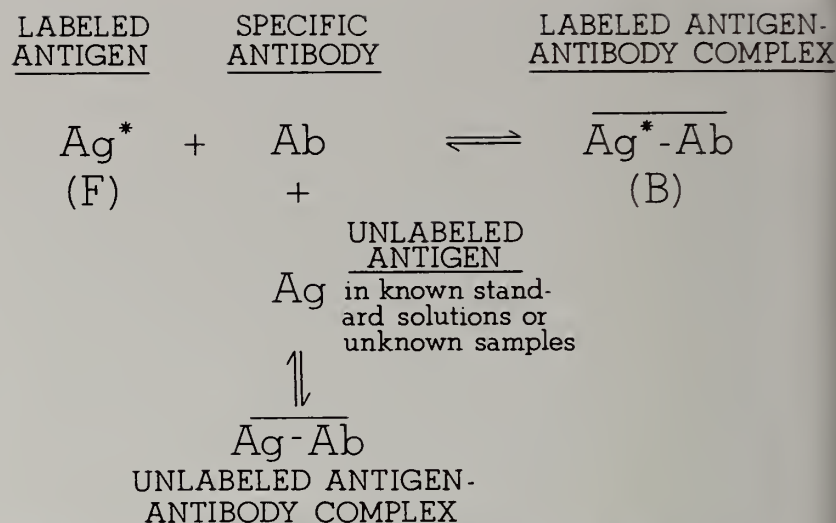 LABELED ANTIGEN
SPECIFIC ANTIBODY
LABELED ANTIGEN-
ANTIBODY COMPLEX
Ag* + Ab ⇌ Ag*-Ab
(F) + (B)
UNLABELED
ANTIGEN
Ag in known stand-
ard solutions or
unknown samples
⇌
Ag-Ab
UNLABELED ANTIGEN-
ANTIBODY COMPLEX